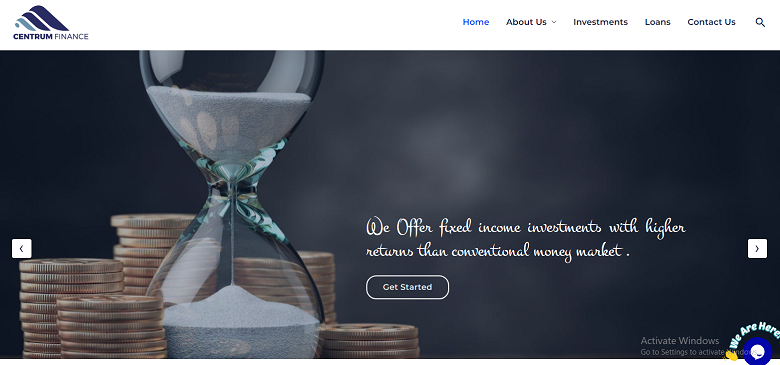 CENTRUM FINANCE
Home About Us Investments Loans Contact Us
We Offer fixed income investments with higher
returns than conventional money market .
Get Started
We Are Here
Activate Windows
Go to Settings to activate